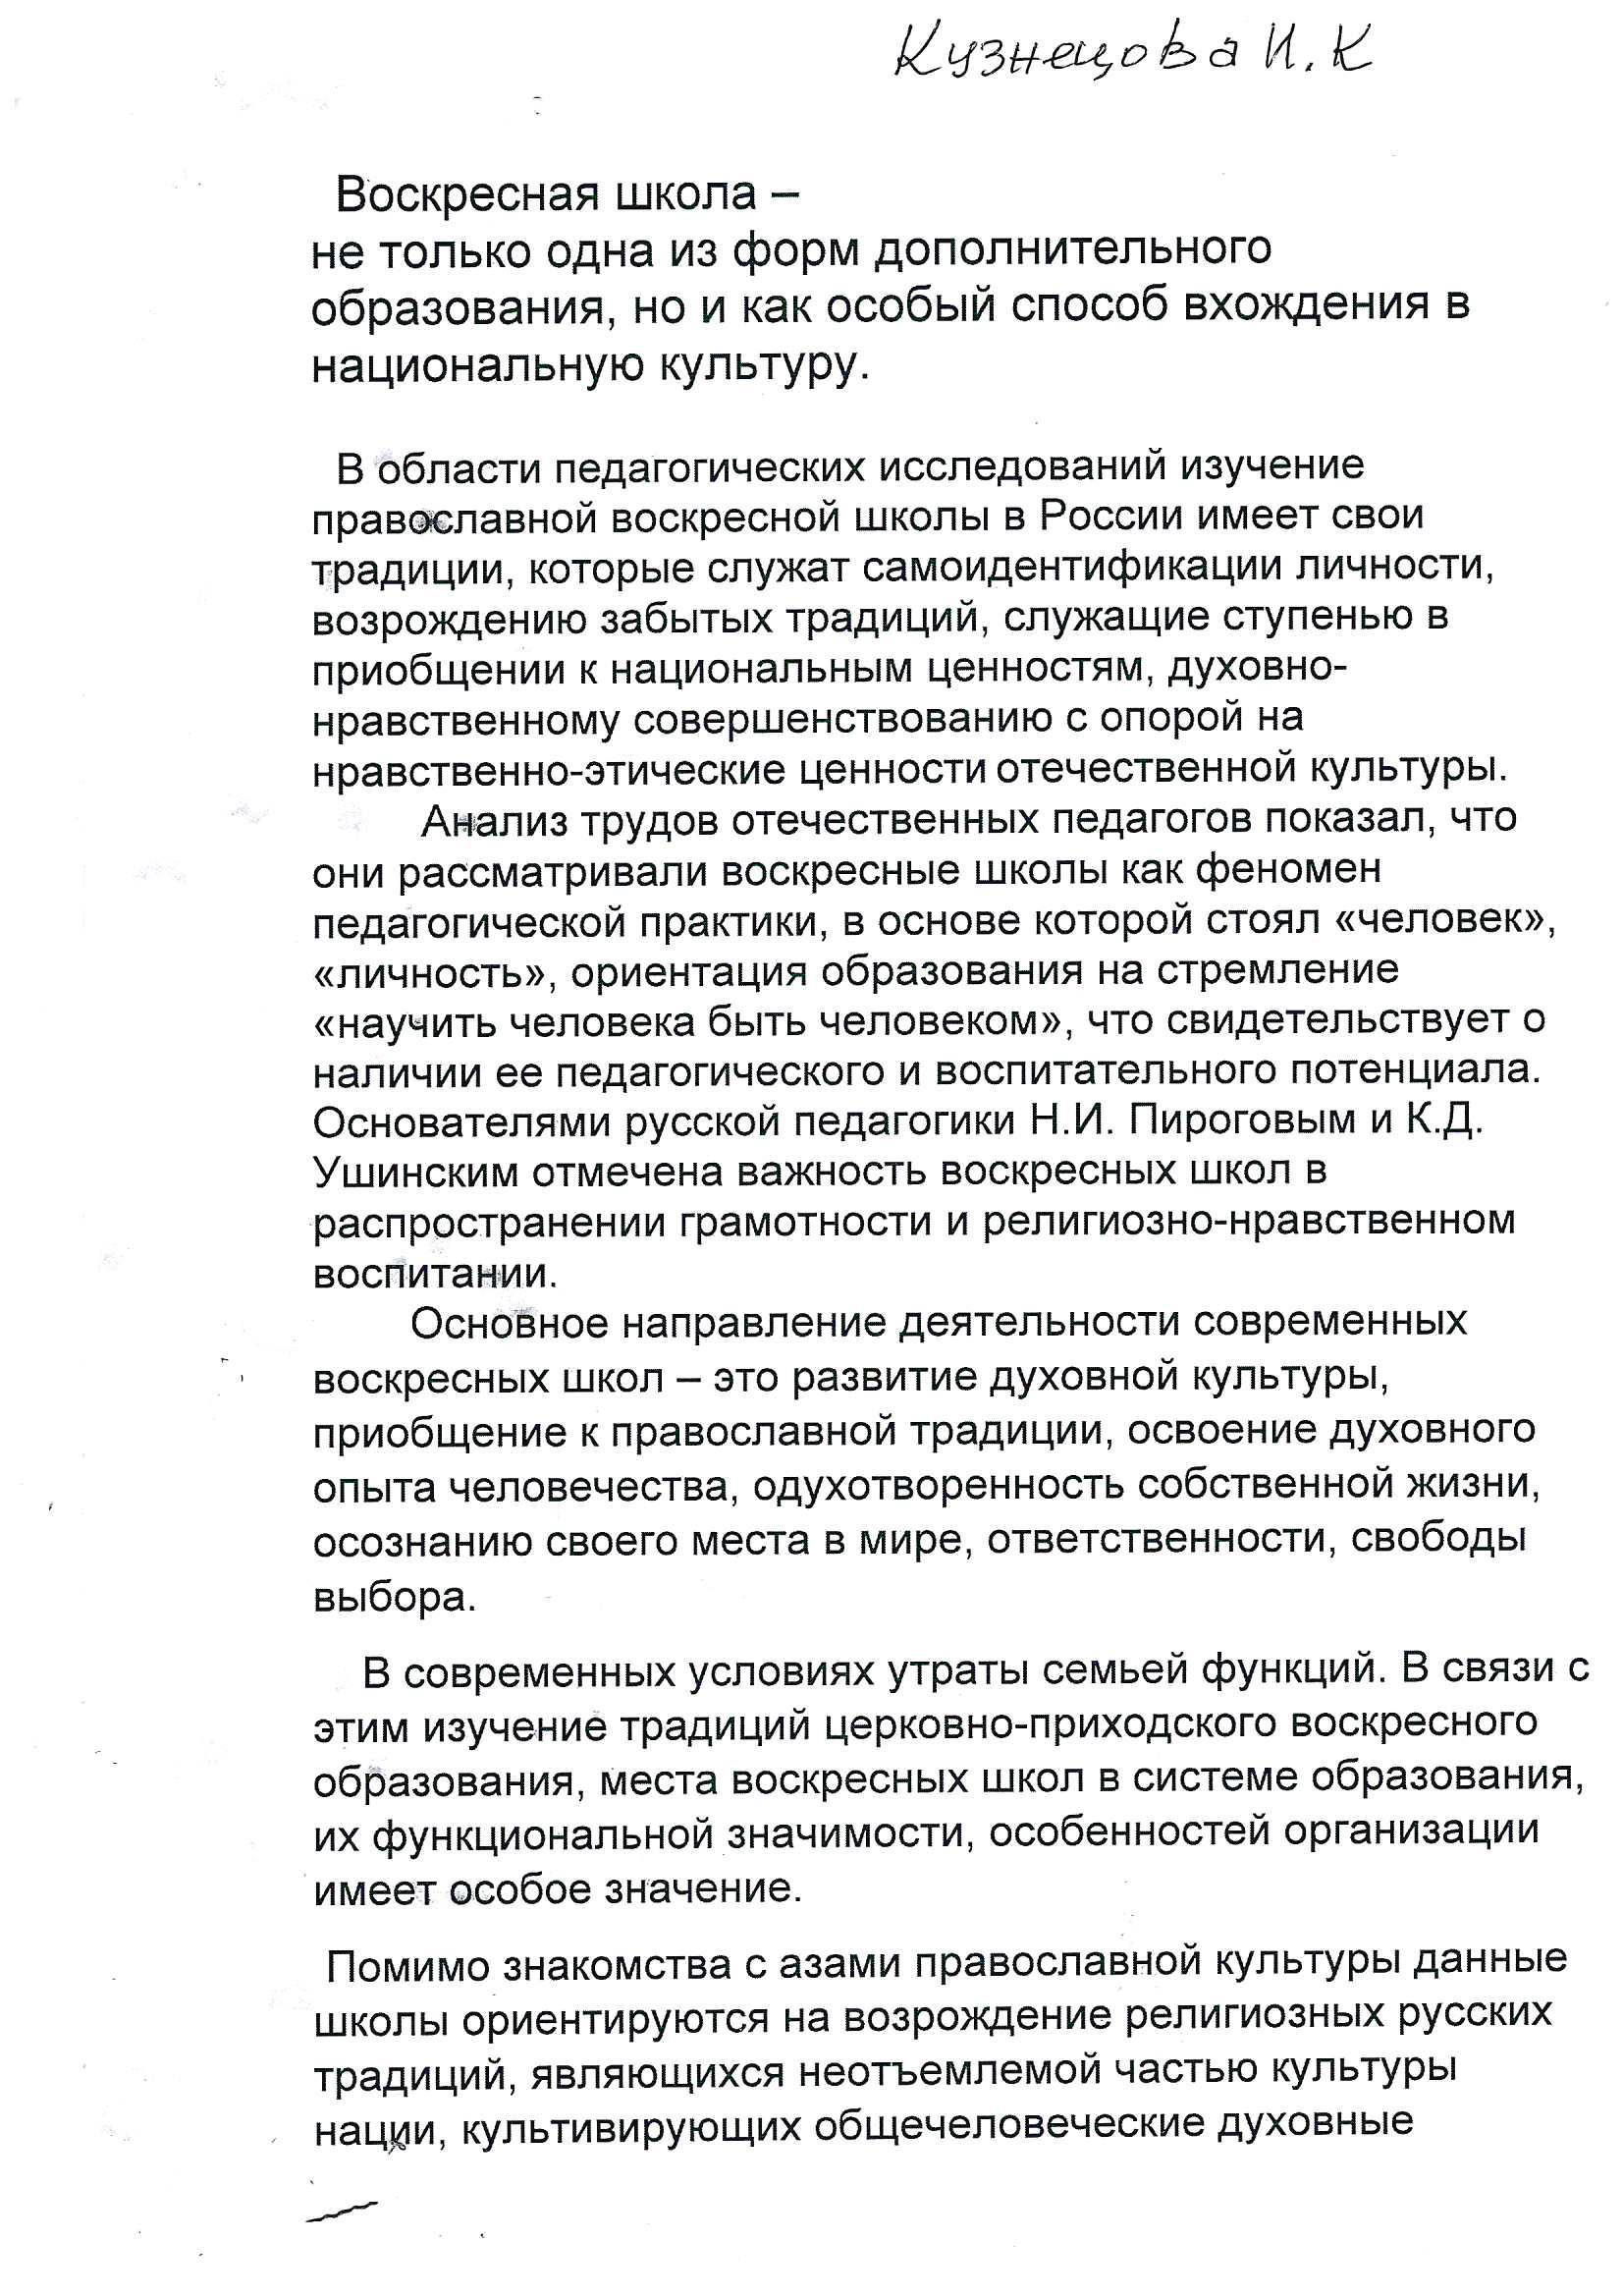 Кузнецова И.К
Воскресная школа –
не только одна из форм дополнительного
образования, но и как особый способ вхождения в
национальную культуру.
В области педагогических исследований изучение
православной воскресной школы в России имеет свои
традиции, которые служат самоидентификации личности,
возрождению забытых традиций, служащие ступенью в
приобщении к национальным ценностям, духовно-
нравственному совершенствованию с опорой на
нравственно-этические ценности отечественной культуры.
Анализ трудов отечественных педагогов показал, что
они рассматривали воскресные школы как феномен
педагогической практики, в основе которой стоял «человек»,
«личность», ориентация образования на стремление
«научить человека быть человеком», что свидетельствует о
наличии ее педагогического и воспитательного потенциала.
Основателями русской педагогики Н.И. Пироговым и К.Д.
Ушинским отмечена важность воскресных школ в
распространении грамотности и религиозно-нравственном
воспитании.
Основное направление деятельности современных
воскресных школ – это развитие духовной культуры,
приобщение к православной традиции, освоение духовного
опыта человечества, одухотворенность собственной жизни,
осознанию своего места в мире, ответственности, свободы
выбора.
В современных условиях утраты семьей функций. В связи с
этим изучение традиций церковно-приходского воскресного
образования, места воскресных школ в системе образования,
их функциональной значимости, особенностей организации
имеет особое значение.
Помимо знакомства с азами православной культуры данные
школы ориентируются на возрождение религиозных русских
традиций, являющихся неотъемлемой частью культуры
нации, культивирующих общечеловеческие духовные